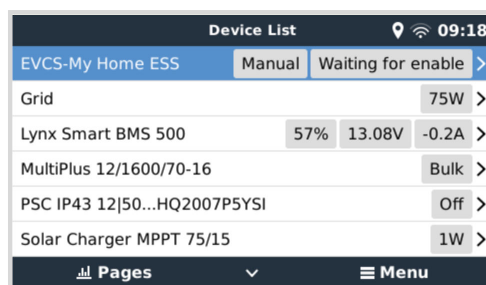 Device List 09:18
EVCS-My Home ESS Manual Waiting for enable
Grid 75W
Lynx Smart BMS 500 57% 13.08V -0.2A
MultiPlus 12/1600/70-16 Bulk
PSC IP43 12|50...HQ2007P5YSI Off
Solar Charger MPPT 75/15 1W
Pages Menu